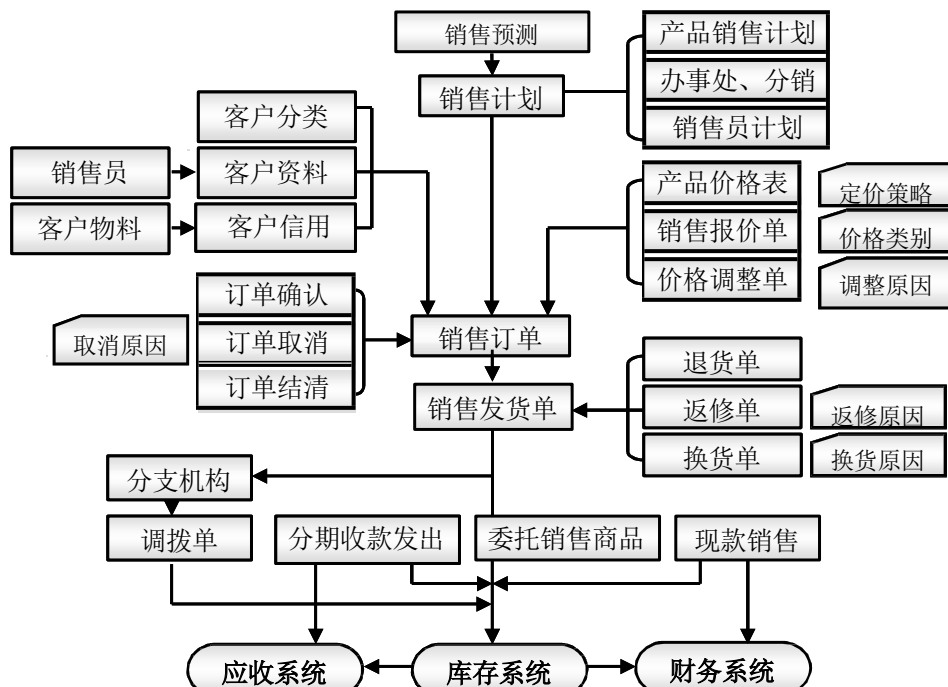 销售预测
产品销售计划
销售计划
办事处、分销
客户分类
销售员计划
销售员
客户资料
产品价格表
定价策略
客户物料
客户信用
销售报价单
价格类别
订单确认
价格调整单
调整原因
取消原因
订单取消
销售订单
退货单
订单结清
销售发货单
返修单
返修原因
换货单
换货原因
分支机构
调拨单
分期收款发出
委托销售商品
现款销售
应收系统
库存系统
财务系统